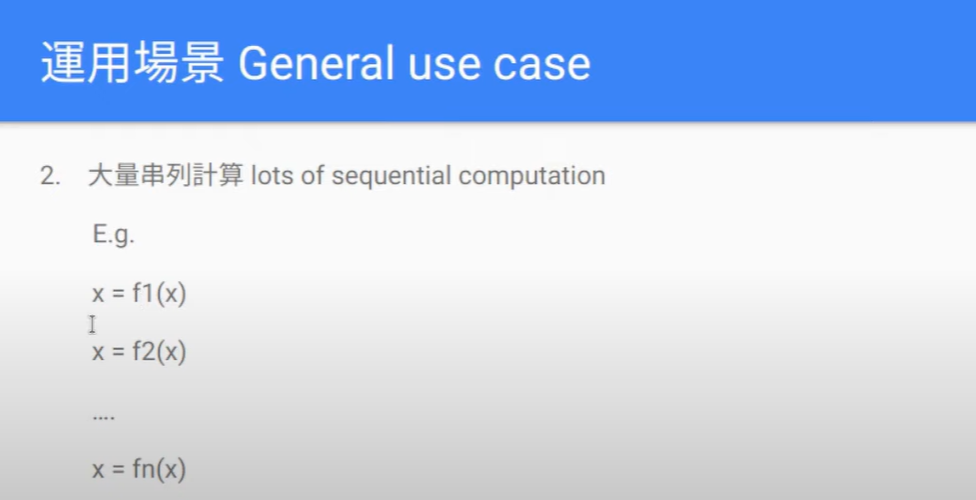 運用場景 General use case
2. 大量串列計算 lots of sequential computation
E.g.
x = f1(x)
x = f2(x)
....
x = fn(x)